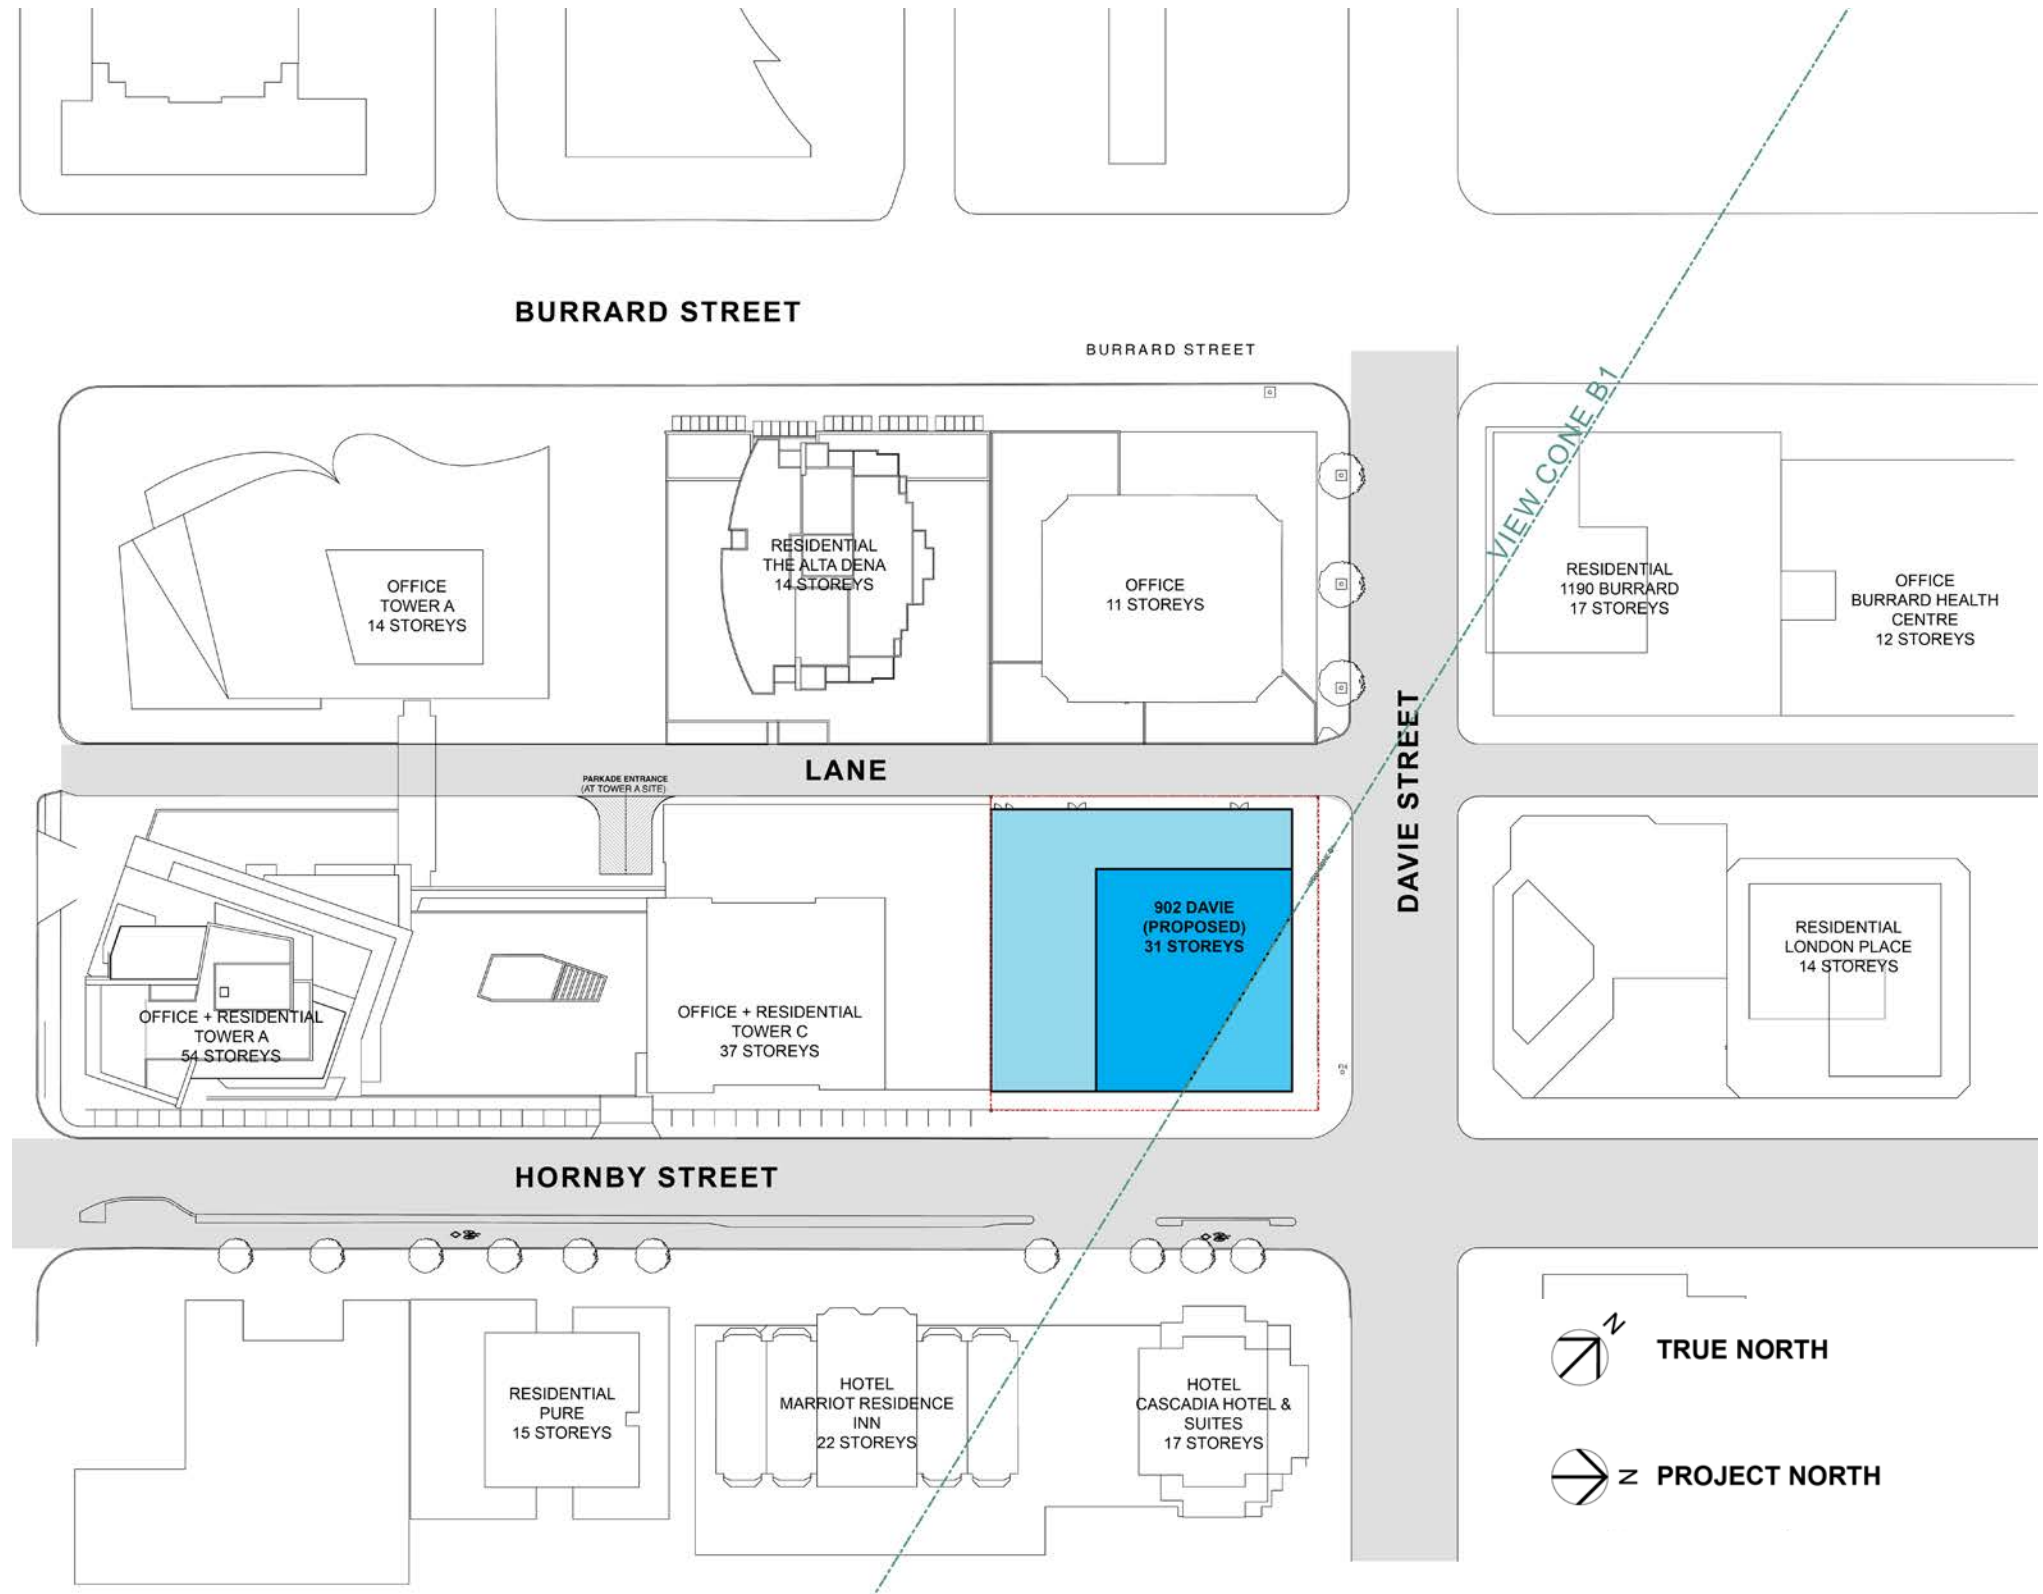 BURRARD STREET
BURRARD STREET
VIEW CONE B1
OFFICE
TOWER A
14 STOREYS
RESIDENTIAL
THE ALTA DENA
14 STOREYS
OFFICE
11 STOREYS
RESIDENTIAL
1190 BURRARD
17 STOREYS
OFFICE
BURRARD HEALTH
CENTRE
12 STOREYS
DAVIE STREET
LANE
PARKADE ENTRANCE
(AT TOWER A SITE)
902 DAVIE
(PROPOSED)
31 STOREYS
OFFICE + RESIDENTIAL
TOWER A
54 STOREYS
OFFICE + RESIDENTIAL
TOWER C
37 STOREYS
RESIDENTIAL
LONDON PLACE
14 STOREYS
HORNBY STREET
RESIDENTIAL
PURE
15 STOREYS
HOTEL
MARRIOT RESIDENCE
INN
22 STOREYS
HOTEL
CASCADIA HOTEL &
SUITES
17 STOREYS
N
TRUE NORTH
N
PROJECT NORTH